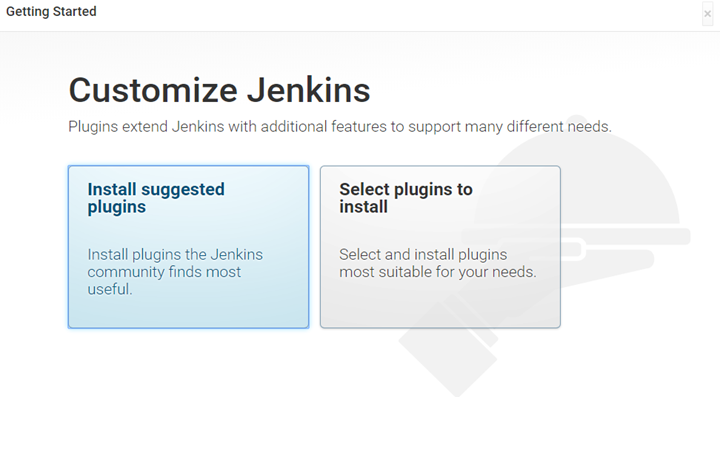 Getting Started
×
Customize Jenkins
Plugins extend Jenkins with additional features to support many different needs.
Install suggested
plugins
Install plugins the Jenkins
community finds most
useful.
Select plugins to
install
Select and install plugins
most suitable for your needs.